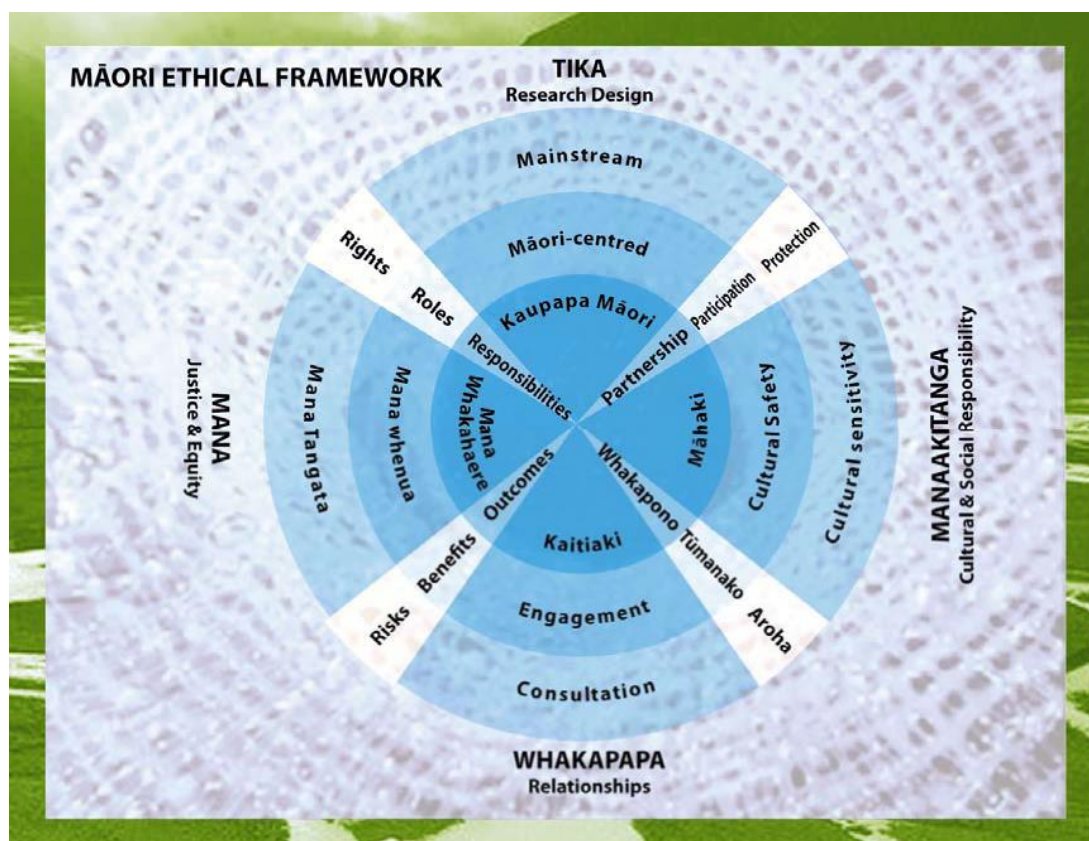 MĀORI ETHICAL FRAMEWORK
TIKA
Research Design
Mainstream
Māori-centred
Kaupapa Māori
Rights
Roles
Responsibilities
Protection
Participation
Partnership
MANA
Justice & Equity
Mana Tangata
Mana whenua
Mana
Whakahaere
Māhaki
Cultural Safety
Cultural sensitivity
MANAAKITANGA
Cultural & Social Responsibility
Outcomes
Benefits
Risks
Whakapono
Tūmanako
Aroha
Kaitiaki
Engagement
Consultation
WHAKAPAPA
Relationships